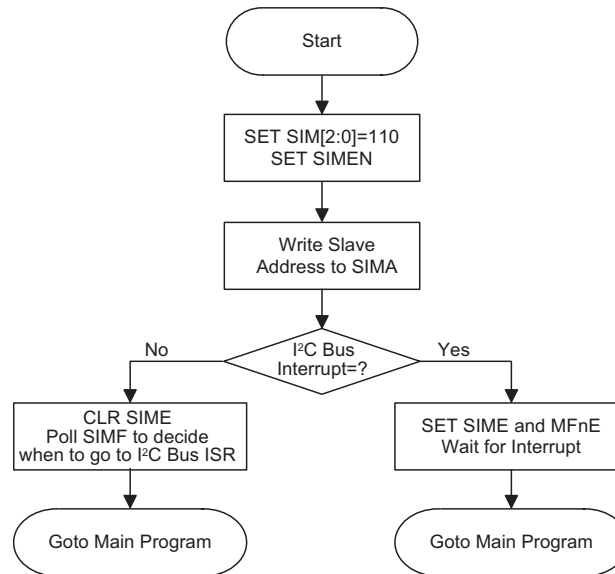 Start
SET SIM[2:0]=110
SET SIMEN
Write Slave
Address to SIMA
I²C Bus
Interrupt=?
No
Yes
CLR SIME
Poll SIMF to decide
when to go to I²C Bus ISR
SET SIME and MFnE
Wait for Interrupt
Goto Main Program
Goto Main Program